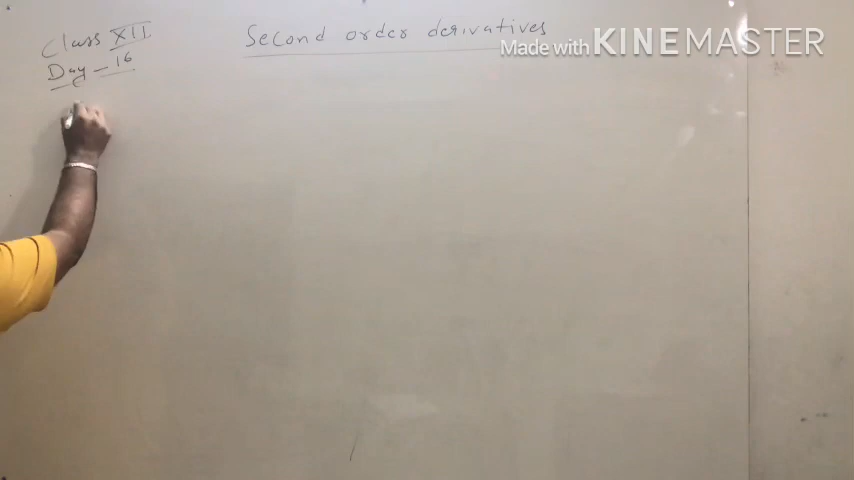 Class XII
Second order derivatives
Made with KINEMASTER
Day - 16